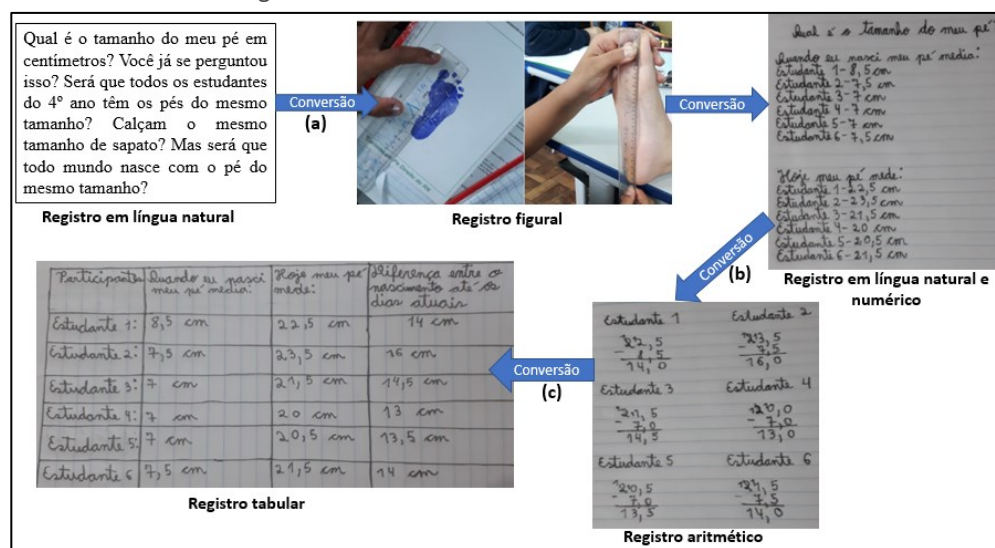 Qual é o tamanho do meu pé em
centímetros? Você já se perguntou
isso? Será que todos os estudantes
do 4º ano têm os pés do mesmo
tamanho? Calçam o mesmo
tamanho de sapato? Mas será que
todo mundo nasce com o pé do
mesmo tamanho?
Registro em língua natural
Conversão
(a)
Registro figural
Conversão
Qual é o tamanho do meu pé
Quando eu nasci meu pé média:
Estudante 1-8,5 cm
Estudante 2-7,5 cm
Estudante 3-7 cm
Estudante 4-7 cm
Estudante 5-7 cm
Estudante 6-7,5 cm
Hoje meu pé mede:
Estudante 1-22,5 cm
Estudante 2-23,5 cm
Estudante 3-21,5 cm
Estudante 4-20 cm
Estudante 5-20,5 cm
Estudante 6-21,5 cm
Registro em língua natural e
numérico
Conversão
(b)
Estudante 1 Estudante 2
22,5 23,5
- 8,5 - 7,5
14,0 16,0
Estudante 3 Estudante 4
21,5 20,0
- 7,0 - 7,0
14,5 13,0
Estudante 5 Estudante 6
20,5 21,5
- 7,0 - 7,5
13,5 14,0
Registro aritmético
Conversão
(c)
Participantes Quando eu nasci Hoje meu pé Diferença entre o
meu pé média: mede: nascimento até os
dias atuais
Estudante 1: 8,5 cm 22,5 cm 14 cm
Estudante 2: 7,5 cm 23,5 cm 16 cm
Estudante 3: 7 cm 21,5 cm 14,5 cm
Estudante 4: 7 cm 20 cm 13 cm
Estudante 5: 7 cm 20,5 cm 13,5 cm
Estudante 6 7,5 cm 21,5 cm 14 cm
Registro tabular